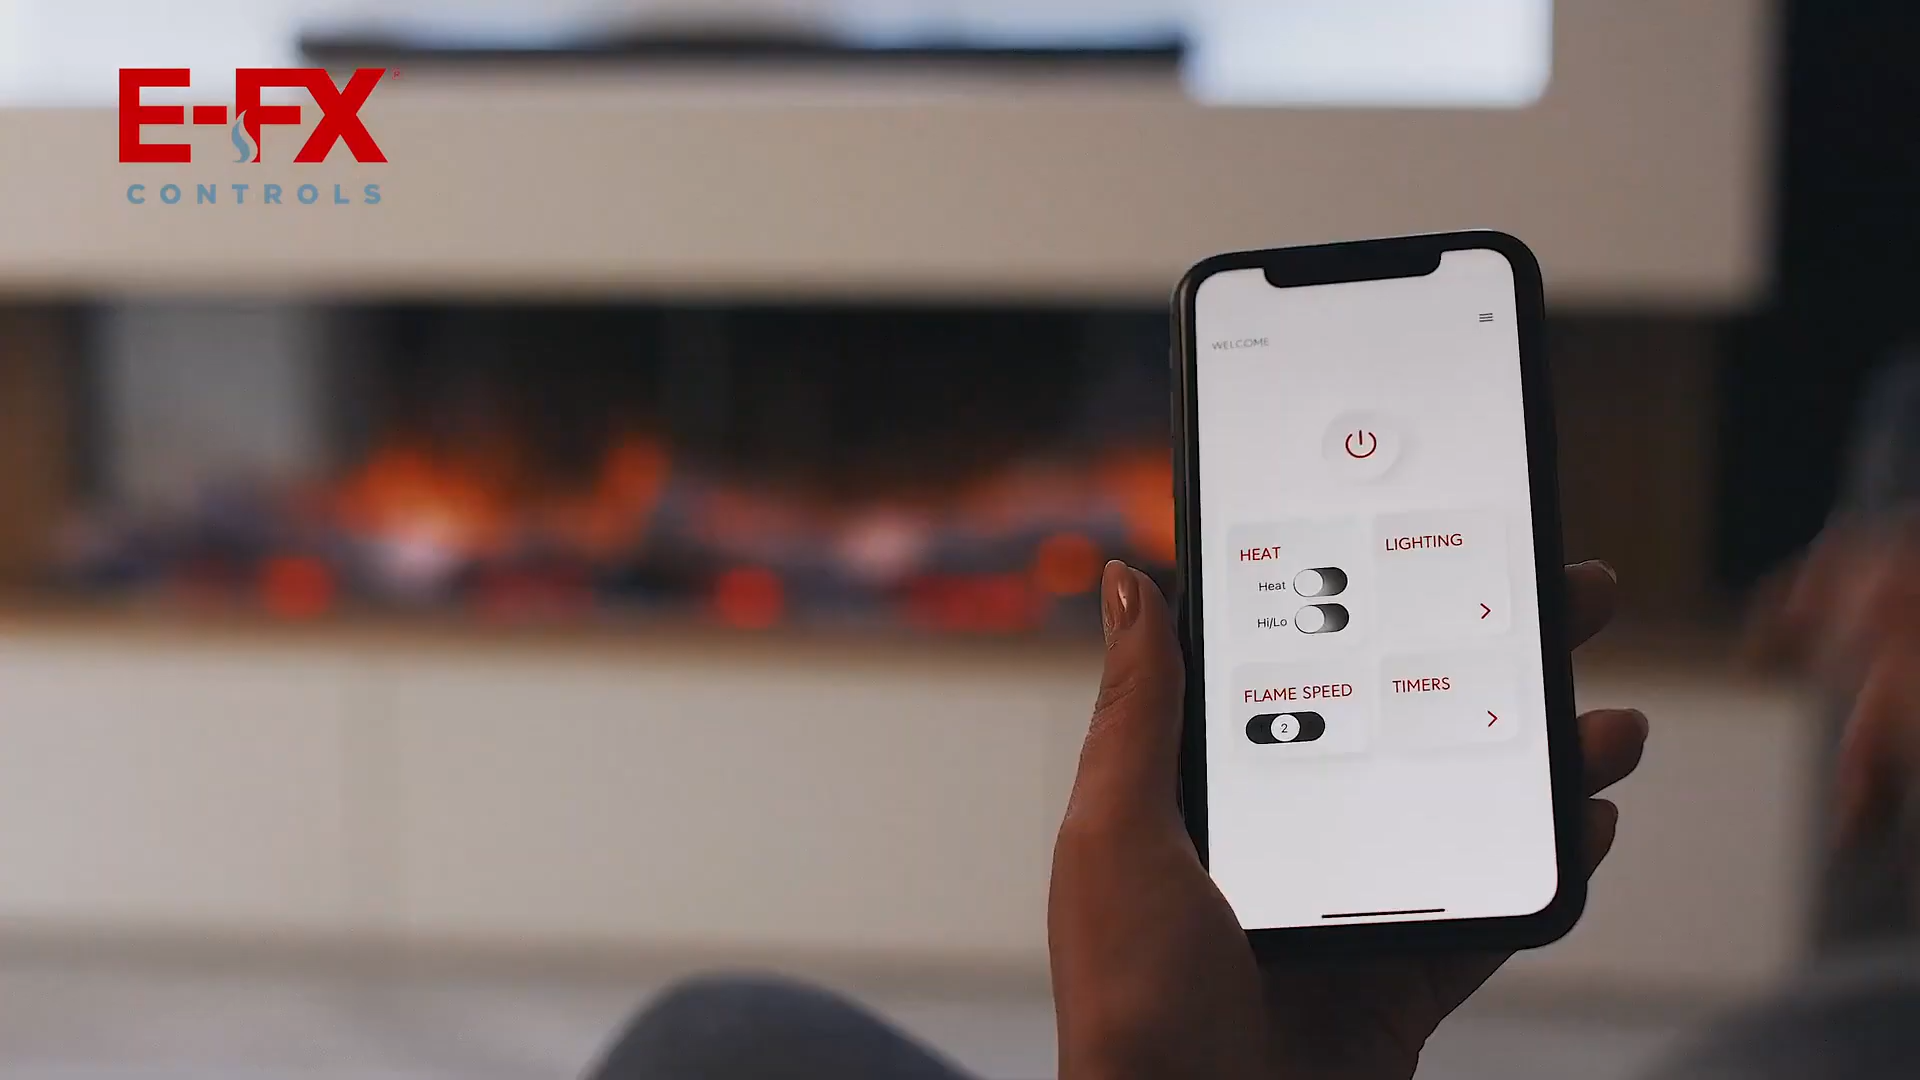 E-FX®
CONTROLS
WELCOME
HEAT
Heat
Hi/Lo
LIGHTING
FLAME SPEED
2
TIMERS